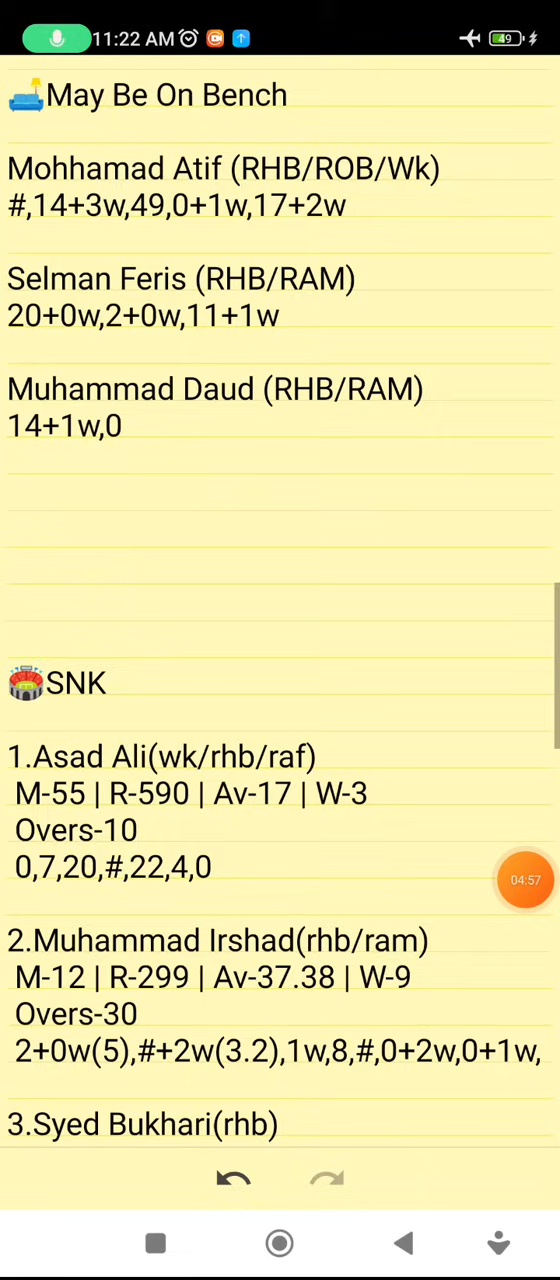 11:22 AM 49
May Be On Bench
Mohhamad Atif (RHB/ROB/Wk)
#,14+3w,49,0+1w,17+2w
Selman Feris (RHB/RAM)
20+0w,2+0w,11+1w
Muhammad Daud (RHB/RAM)
14+1w,0
SNK
1.Asad Ali(wk/rhb/raf)
M-55 | R-590 | Av-17 | W-3
Overs-10
0,7,20,#,22,4,0
04:57
2.Muhammad Irshad(rhb/ram)
M-12 | R-299 | Av-37.38 | W-9
Overs-30
2+0w(5),#+2w(3.2),1w,8,#,0+2w,0+1w,
3.Syed Bukhari(rhb)